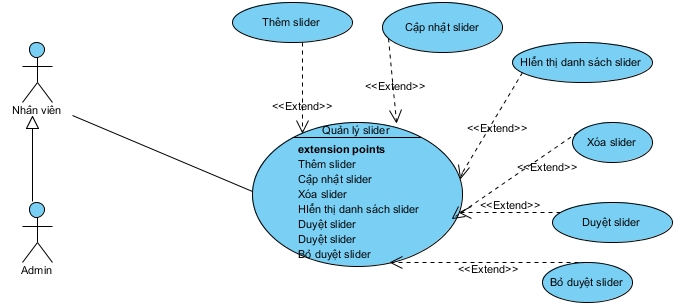 Thêm slider
Cập nhật slider
HIển thị danh sách slider
Xóa slider
Duyệt slider
Bỏ duyệt slider
<<Extend>>
<<Extend>>
<<Extend>>
<<Extend>>
<<Extend>>
<<Extend>>
Nhân viên
Admin
Quản lý slider
extension points
Thêm slider
Cập nhật slider
Xóa slider
HIển thị danh sách slider
Duyệt slider
Duyệt slider
Bỏ duyệt slider